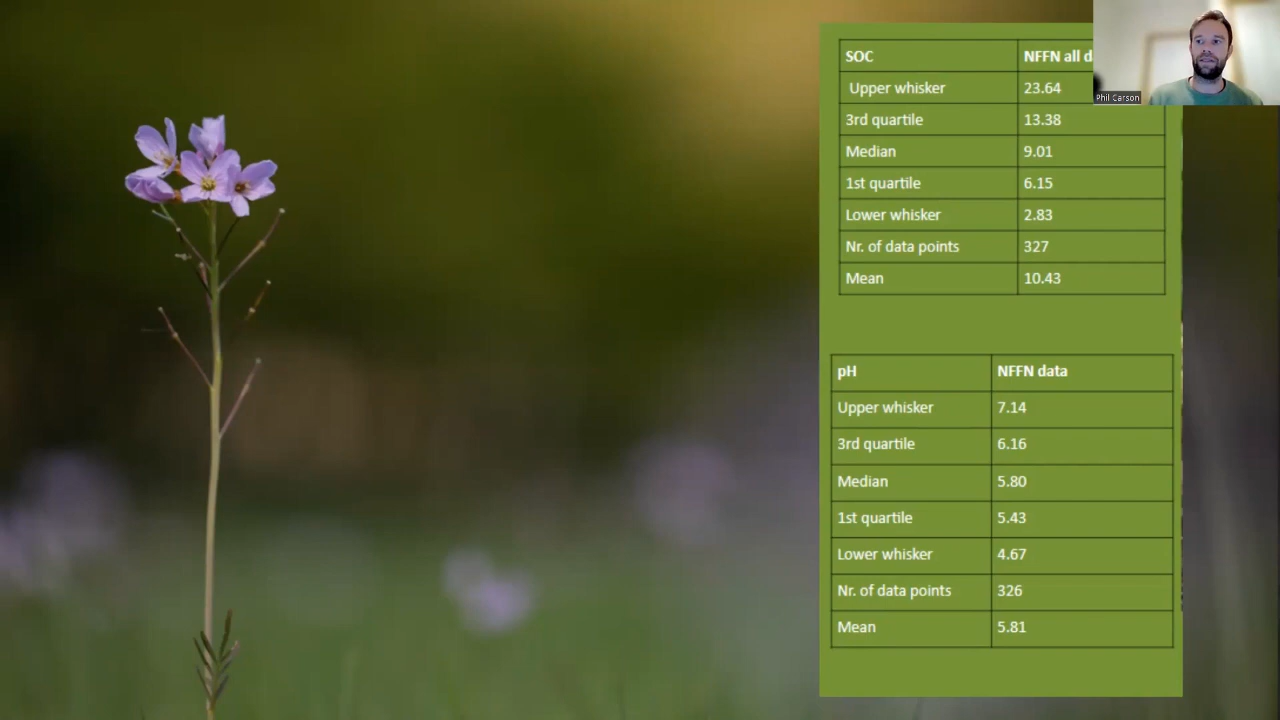 SOC NFFN all
Upper whisker 23.64
3rd quartile 13.38
Median 9.01
1st quartile 6.15
Lower whisker 2.83
Nr. of data points 327
Mean 10.43
Phil Carson
pH NFFN data
Upper whisker 7.14
3rd quartile 6.16
Median 5.80
1st quartile 5.43
Lower whisker 4.67
Nr. of data points 326
Mean 5.81